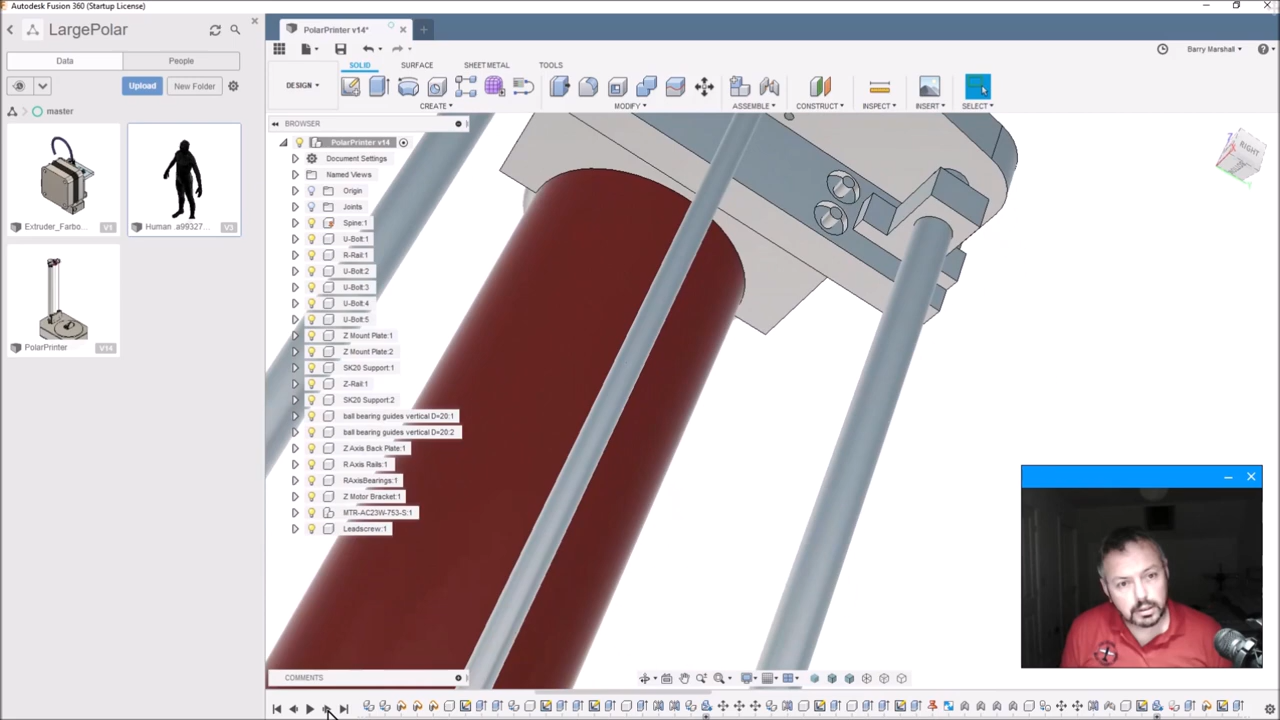 Autodesk Fusion 360 (Startup License)
LargePolar
PolarPrinter v14*
Barry Marshall
Data
People
SOLID
SURFACE
SHEET METAL
TOOLS
Upload
New Folder
DESIGN
CREATE
MODIFY
ASSEMBLE
CONSTRUCT
INSPECT
INSERT
SELECT
master
BROWSER
PolarPrinter v14
Document Settings
Named Views
Origin
Joints
Spine:1
U-Bolt:1
R-Rail:1
U-Bolt:2
U-Bolt:3
U-Bolt:4
U-Bolt:5
Z Mount Plate:1
Z Mount Plate:2
SK20 Support:1
Z-Rail:1
SK20 Support:2
ball bearing guides vertical D=20:1
ball bearing guides vertical D=20:2
Z Axis Back Plate:1
R Axis Rails:1
RAxisBearings:1
Z Motor Bracket:1
MTR-AC23W-753-S:1
Leadscrew:1
Extruder_Farbo...
V1
Human .a99327...
V3
PolarPrinter
V14
RIGHT
Z
COMMENTS